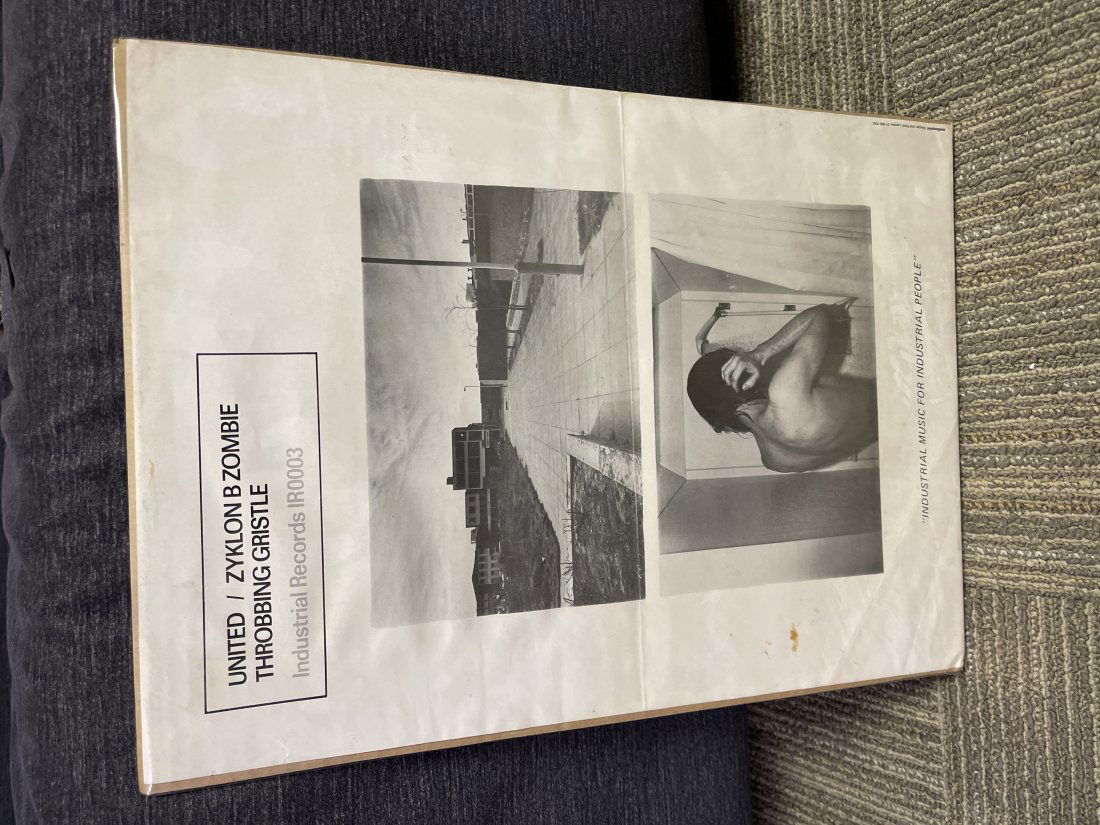 UNITED / ZYKLON B ZOMBIE
THROBBING GRISTLE
Industrial Records IR0003
"INDUSTRIAL MUSIC FOR INDUSTRIAL PEOPLE"